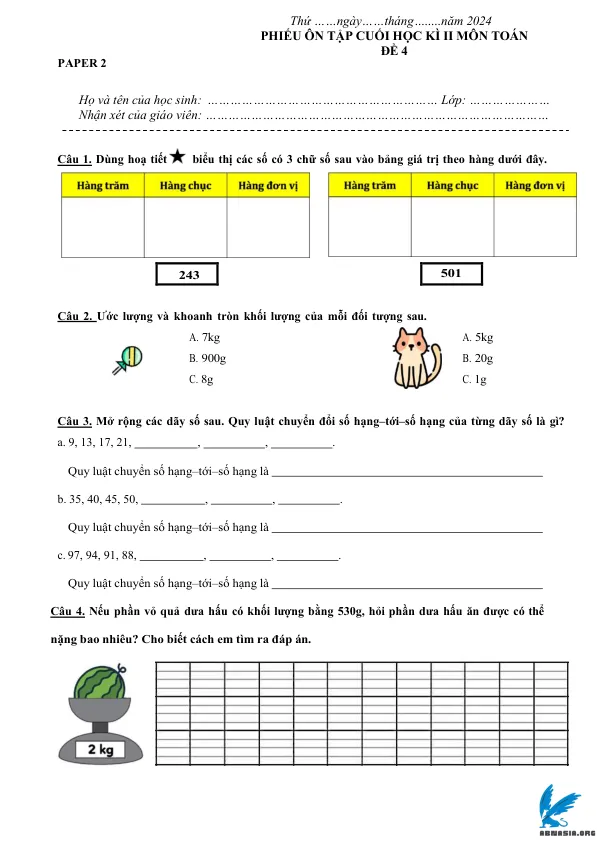 Thứ ……ngày……tháng……..năm 2024
PHIẾU ÔN TẬP CUỐI HỌC KÌ II MÔN TOÁN
ĐỀ 4
PAPER 2
Họ và tên của học sinh: ………………………………………………… Lớp: …………………
Nhận xét của giáo viên: …………………………………………………………………………
Câu 1. Dùng hoạ tiết ★ biểu thị các số có 3 chữ số sau vào bảng giá trị theo hàng dưới đây.
Hàng trăm Hàng chục Hàng đơn vị Hàng trăm Hàng chục Hàng đơn vị
243 501
Câu 2. Ước lượng và khoanh tròn khối lượng của mỗi đối tượng sau.
A. 7kg A. 5kg
B. 900g B. 20g
C. 8g C. 1g
Câu 3. Mở rộng các dãy số sau. Quy luật chuyển đổi số hạng–tới–số hạng của từng dãy số là gì?
a. 9, 13, 17, 21, __________, __________, __________.
Quy luật chuyển số hạng–tới–số hạng là ____________________
b. 35, 40, 45, 50, __________, __________, __________.
Quy luật chuyển số hạng–tới–số hạng là ____________________
c. 97, 94, 91, 88, __________, __________, __________.
Quy luật chuyển số hạng–tới–số hạng là ____________________
Câu 4. Nếu phần vỏ quả dưa hấu có khối lượng bằng 530g, hỏi phần dưa hấu ăn được có thể
nặng bao nhiêu? Cho biết cách em tìm ra đáp án.
2 kg
ABNASIA.ORG